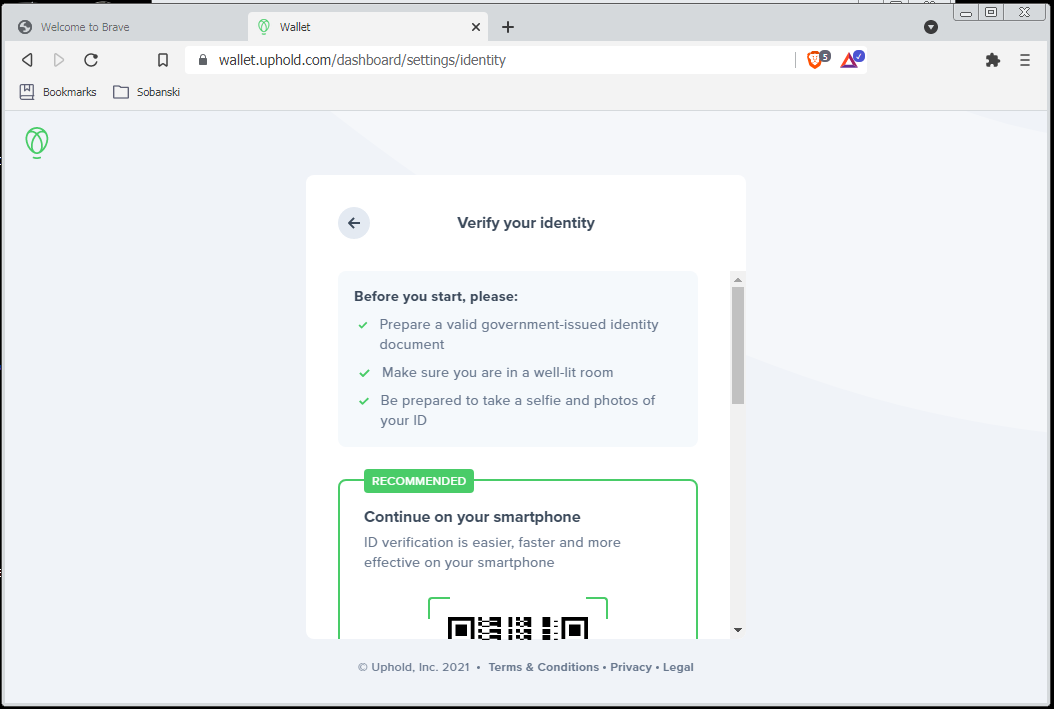 Welcome to Brave
Wallet
wallet.uphold.com/dashboard/settings/identity
5
Bookmarks
Sobanski
Verify your identity
Before you start, please:
Prepare a valid government-issued identity
document
Make sure you are in a well-lit room
Be prepared to take a selfie and photos of
your ID
RECOMMENDED
Continue on your smartphone
ID verification is easier, faster and more
effective on your smartphone
© Uphold, Inc. 2021 • Terms & Conditions • Privacy • Legal